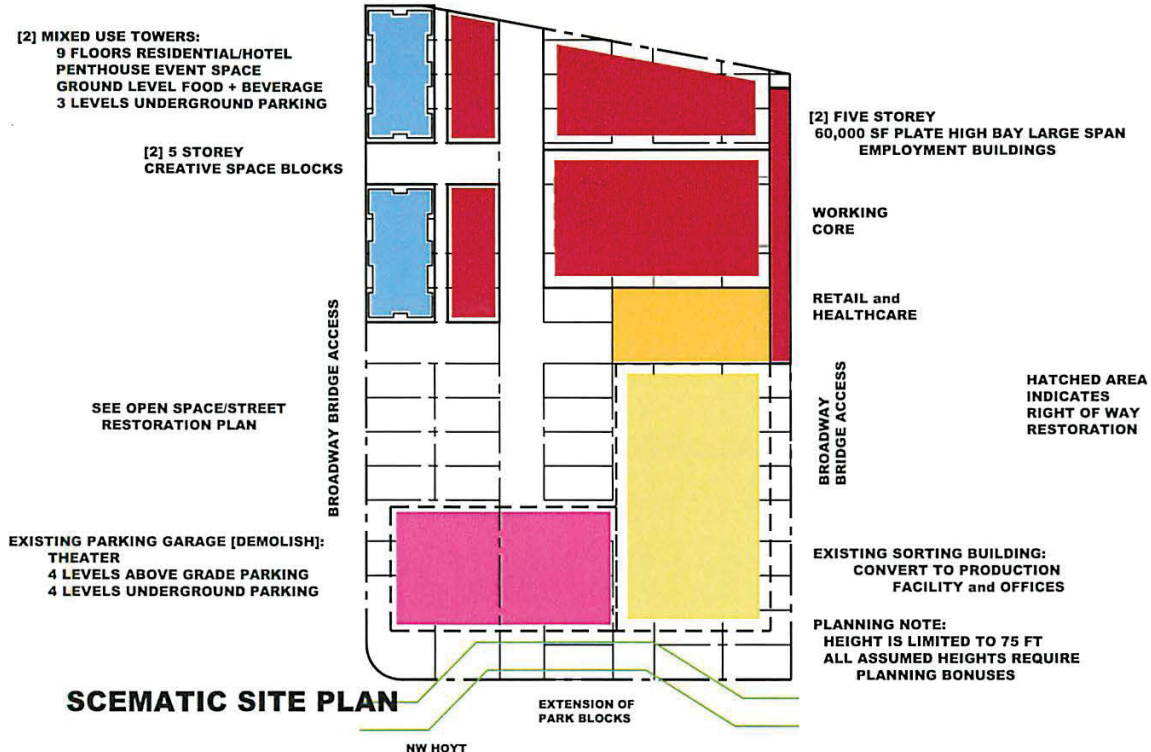 [2] MIXED USE TOWERS:
9 FLOORS RESIDENTIAL/HOTEL
PENTHOUSE EVENT SPACE
GROUND LEVEL FOOD + BEVERAGE
3 LEVELS UNDERGROUND PARKING
[2] 5 STOREY
CREATIVE SPACE BLOCKS
BROADWAY BRIDGE ACCESS
SEE OPEN SPACE/STREET
RESTORATION PLAN
EXISTING PARKING GARAGE [DEMOLISH]:
THEATER
4 LEVELS ABOVE GRADE PARKING
4 LEVELS UNDERGROUND PARKING
[2] FIVE STOREY
60,000 SF PLATE HIGH BAY LARGE SPAN
EMPLOYMENT BUILDINGS
WORKING
CORE
RETAIL and
HEALTHCARE
BROADWAY
BRIDGE ACCESS
HATCHED AREA
INDICATES
RIGHT OF WAY
RESTORATION
EXISTING SORTING BUILDING:
CONVERT TO PRODUCTION
FACILITY and OFFICES
PLANNING NOTE:
HEIGHT IS LIMITED TO 75 FT
ALL ASSUMED HEIGHTS REQUIRE
PLANNING BONUSES
SCEMATIC SITE PLAN
EXTENSION OF
PARK BLOCKS
NW HOYT